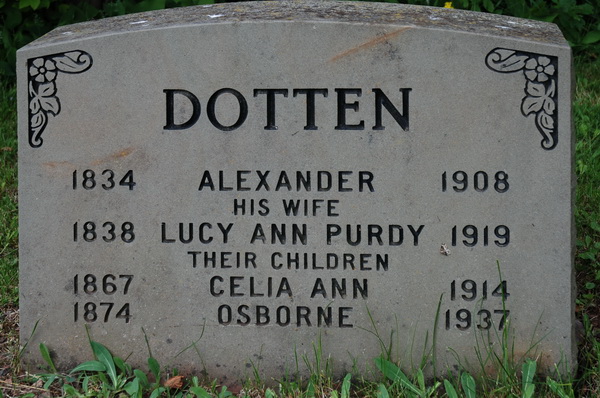 DOTTEN
1834 ALEXANDER 1908
HIS WIFE
1838 LUCY ANN PURDY 1919
THEIR CHILDREN
1867 CELIA ANN 1914
1874 OSBORNE 1937